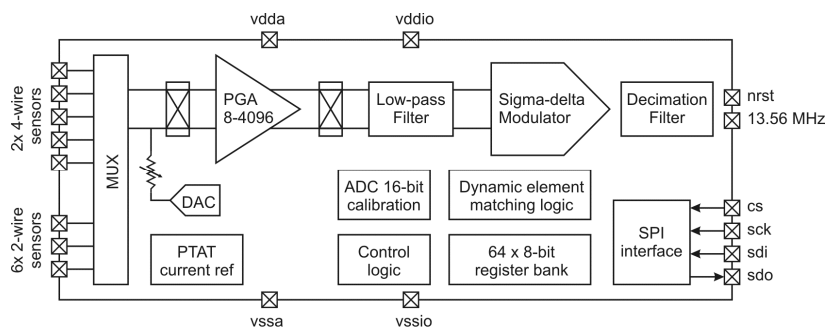 vdda
vddio
2x 4-wire
sensors
6x 2-wire
sensors
MUX
PGA
8-4096
Low-pass
Filter
Sigma-delta
Modulator
Decimation
Filter
nrst
13.56 MHz
DAC
ADC 16-bit
calibration
Dynamic element
matching logic
PTAT
current ref
Control
logic
64 x 8-bit
register bank
SPI
interface
cs
sck
sdi
sdo
vssa
vssio